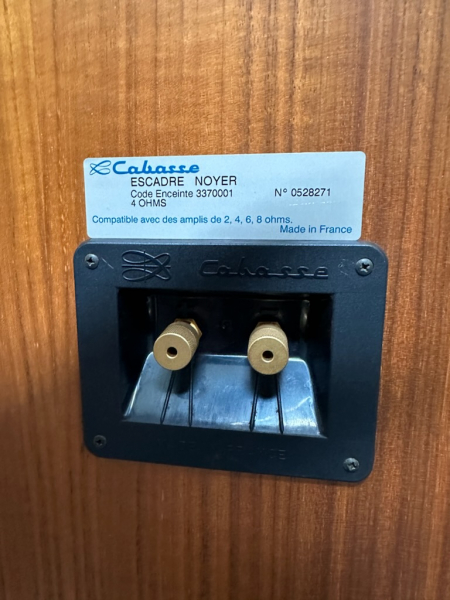 Cabasse
ESCADRE NOYER
Code Enceinte 3370001 N° 0528271
4 OHMS
Compatible avec des amplis de 2, 4, 6, 8 ohms.
Made in France
Cabasse